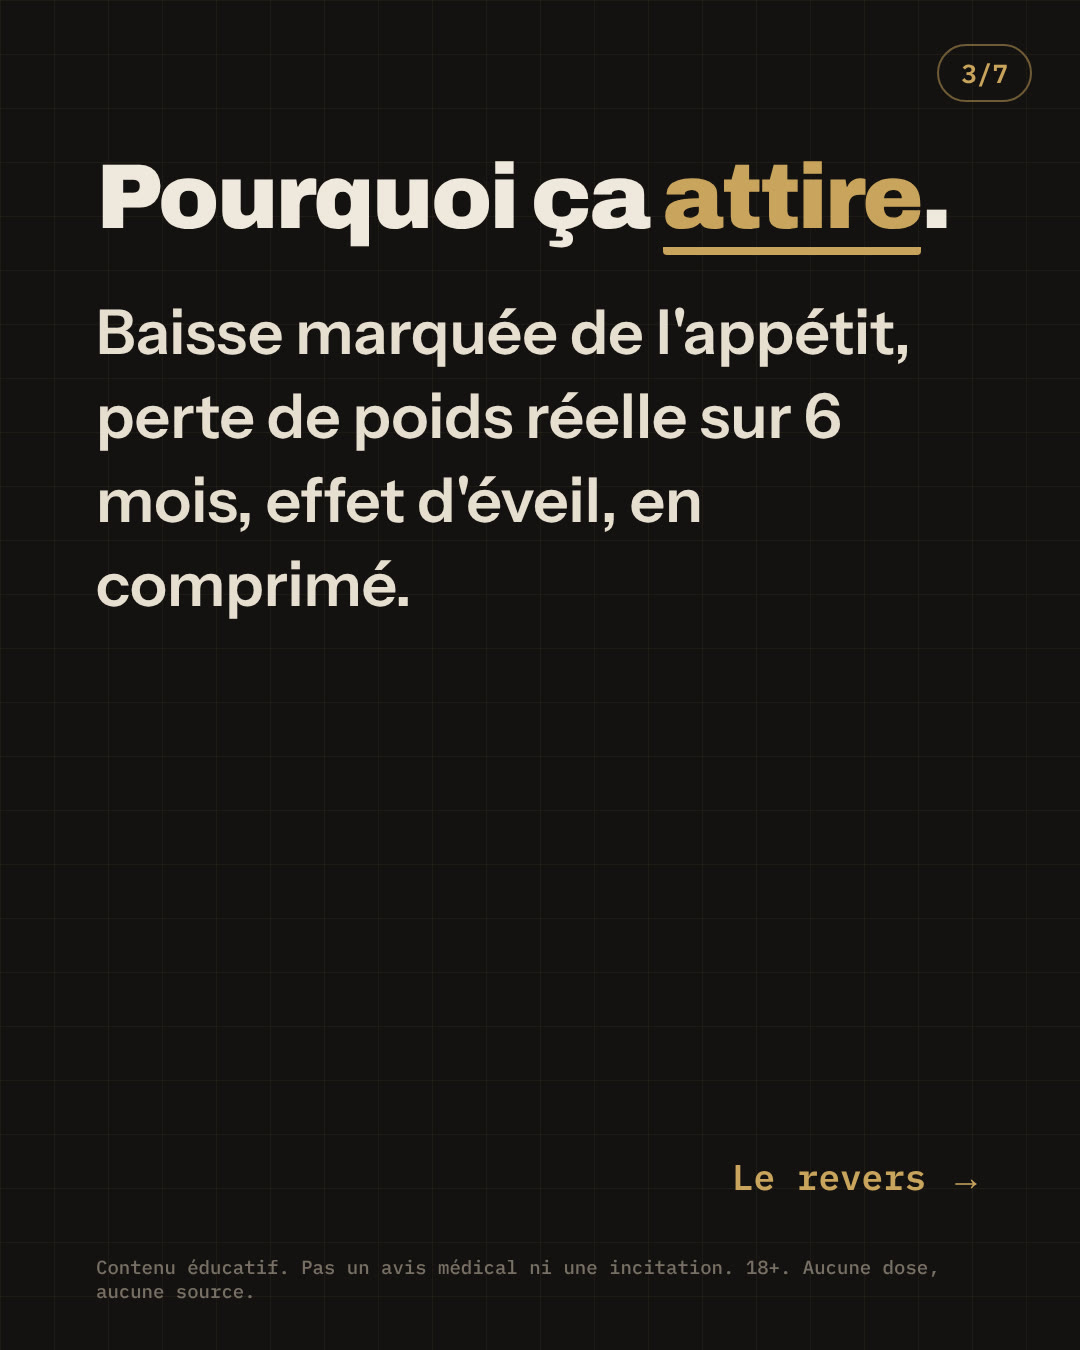 3/7
Pourquoi ça attire.
Baisse marquée de l'appétit,
perte de poids réelle sur 6
mois, effet d'éveil, en
comprimé.
Le revers →
Contenu éducatif. Pas un avis médical ni une incitation. 18+. Aucune dose,
aucune source.